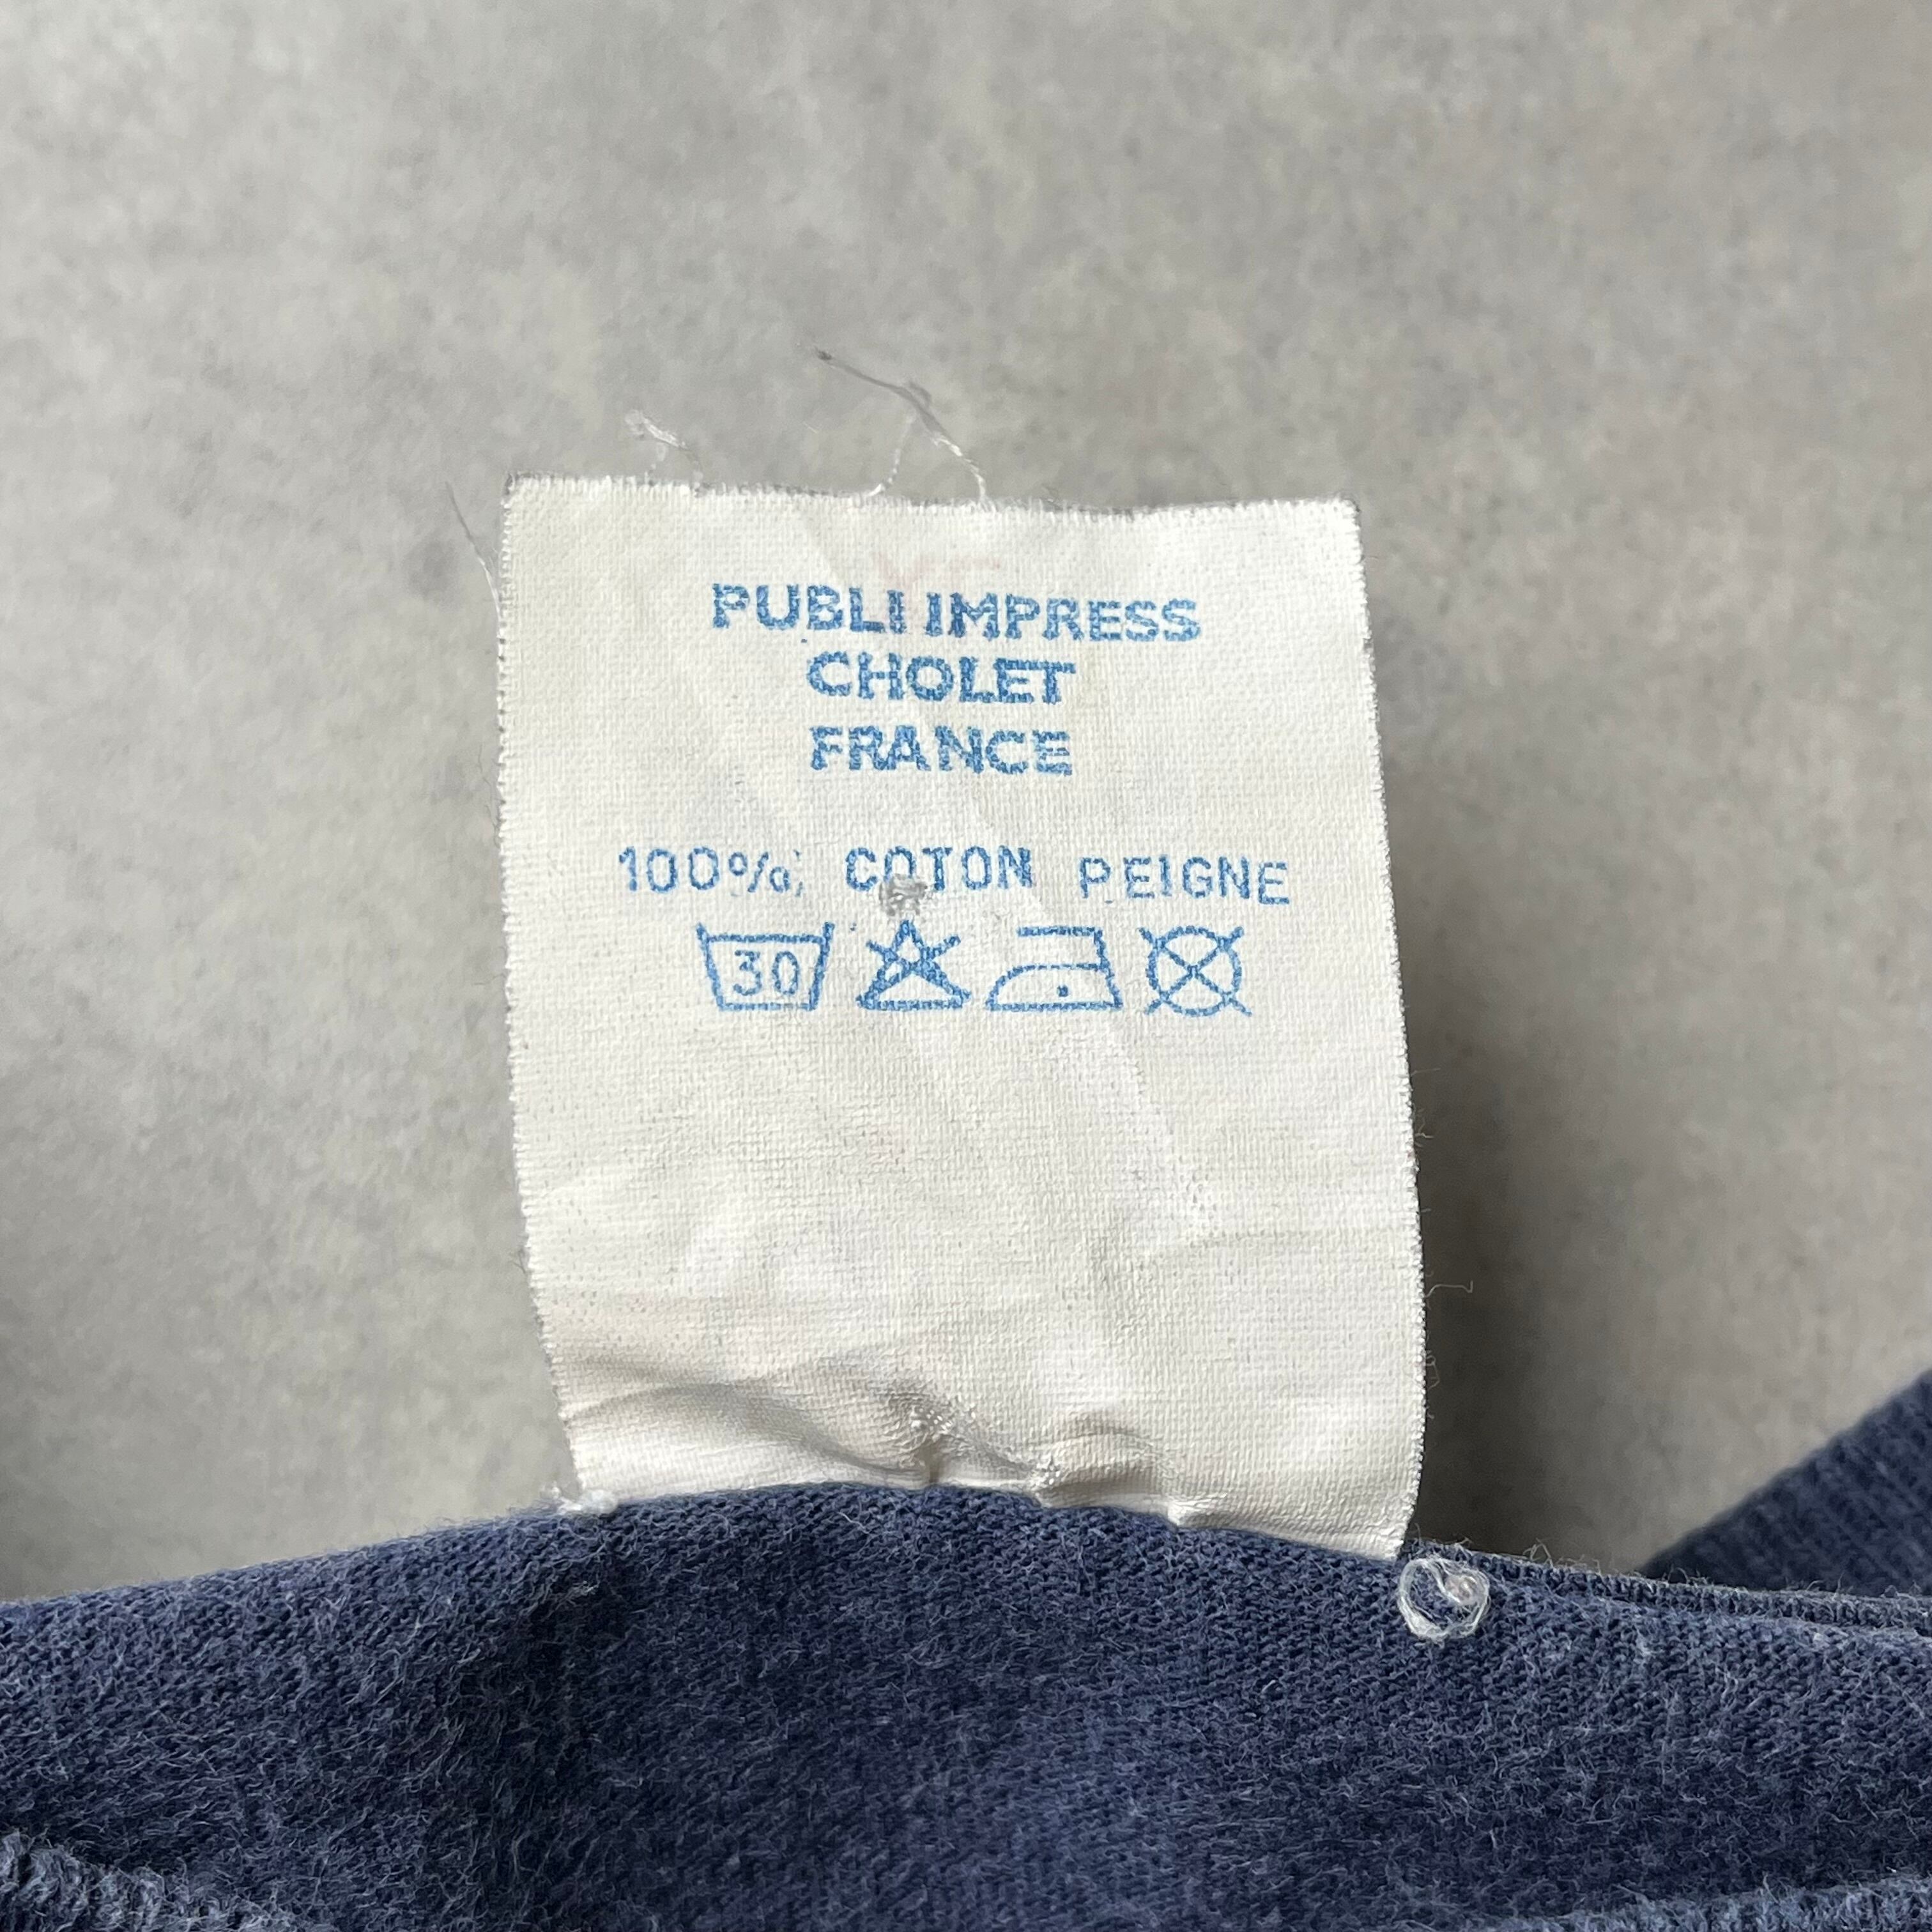 PUBLI IMPRESS
CHOLET
FRANCE
100% COTON PEIGNE
30